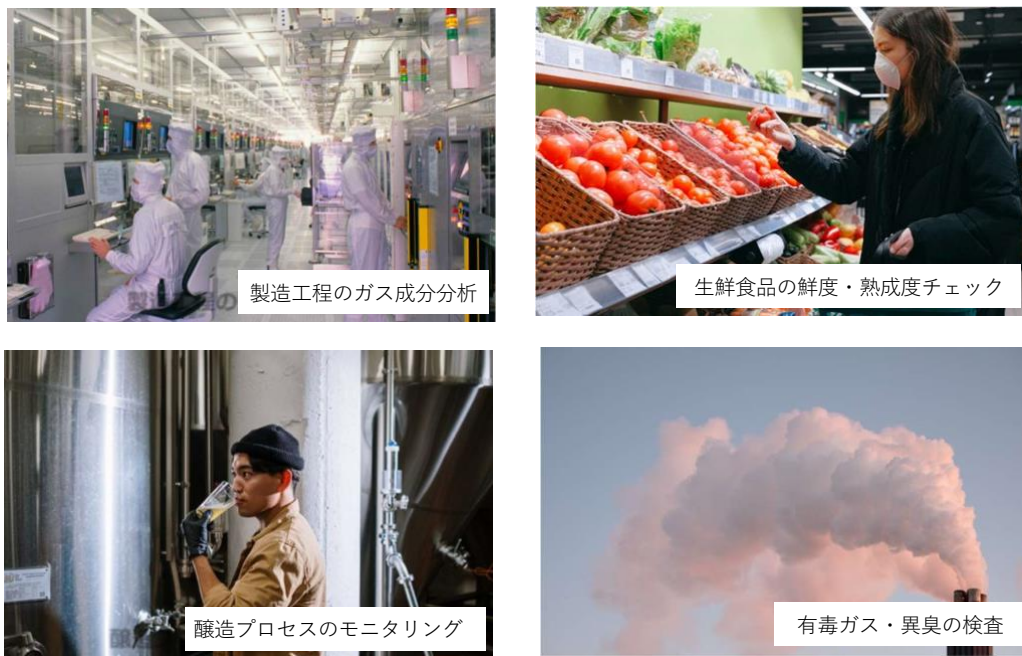 製造工程のガス成分分析
生鮮食品の鮮度・熟成度チェック
醸造プロセスのモニタリング
有毒ガス・異臭の検査